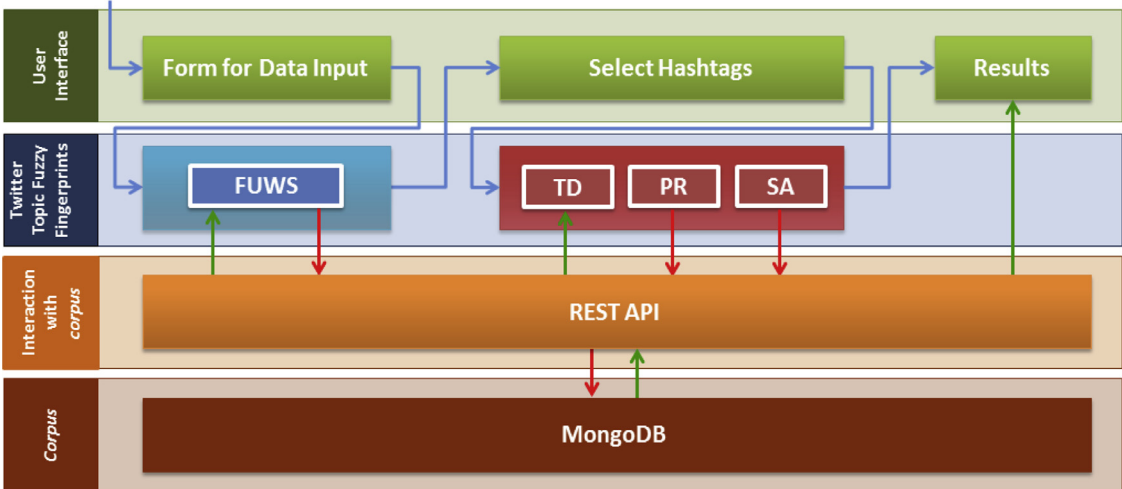 User
Interface
Form for Data Input
Select Hashtags
Results
Twitter
Topic Fuzzy
Fingerprints
FUWS
TD
PR
SA
Interaction
with
corpus
REST API
Corpus
MongoDB